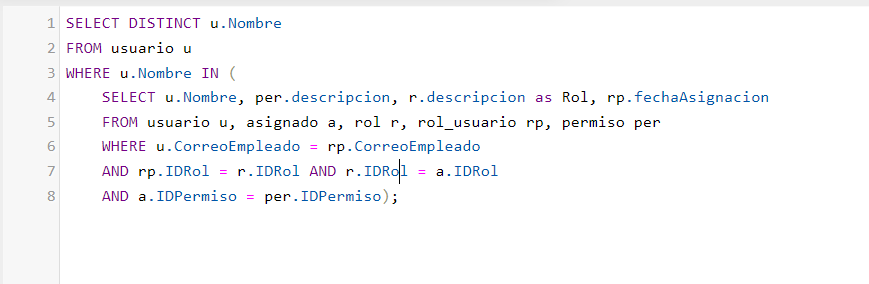 1 SELECT DISTINCT u.Nombre
2 FROM usuario u
3 WHERE u.Nombre IN (
4 SELECT u.Nombre, per.descripcion, r.descripcion as Rol, rp.fechaAsignacion
5 FROM usuario u, asignado a, rol r, rol_usuario rp, permiso per
6 WHERE u.CorreoEmpleado = rp.CorreoEmpleado
7 AND rp.IDRol = r.IDRol AND r.IDRol = a.IDRol
8 AND a.IDPermiso = per.IDPermiso);